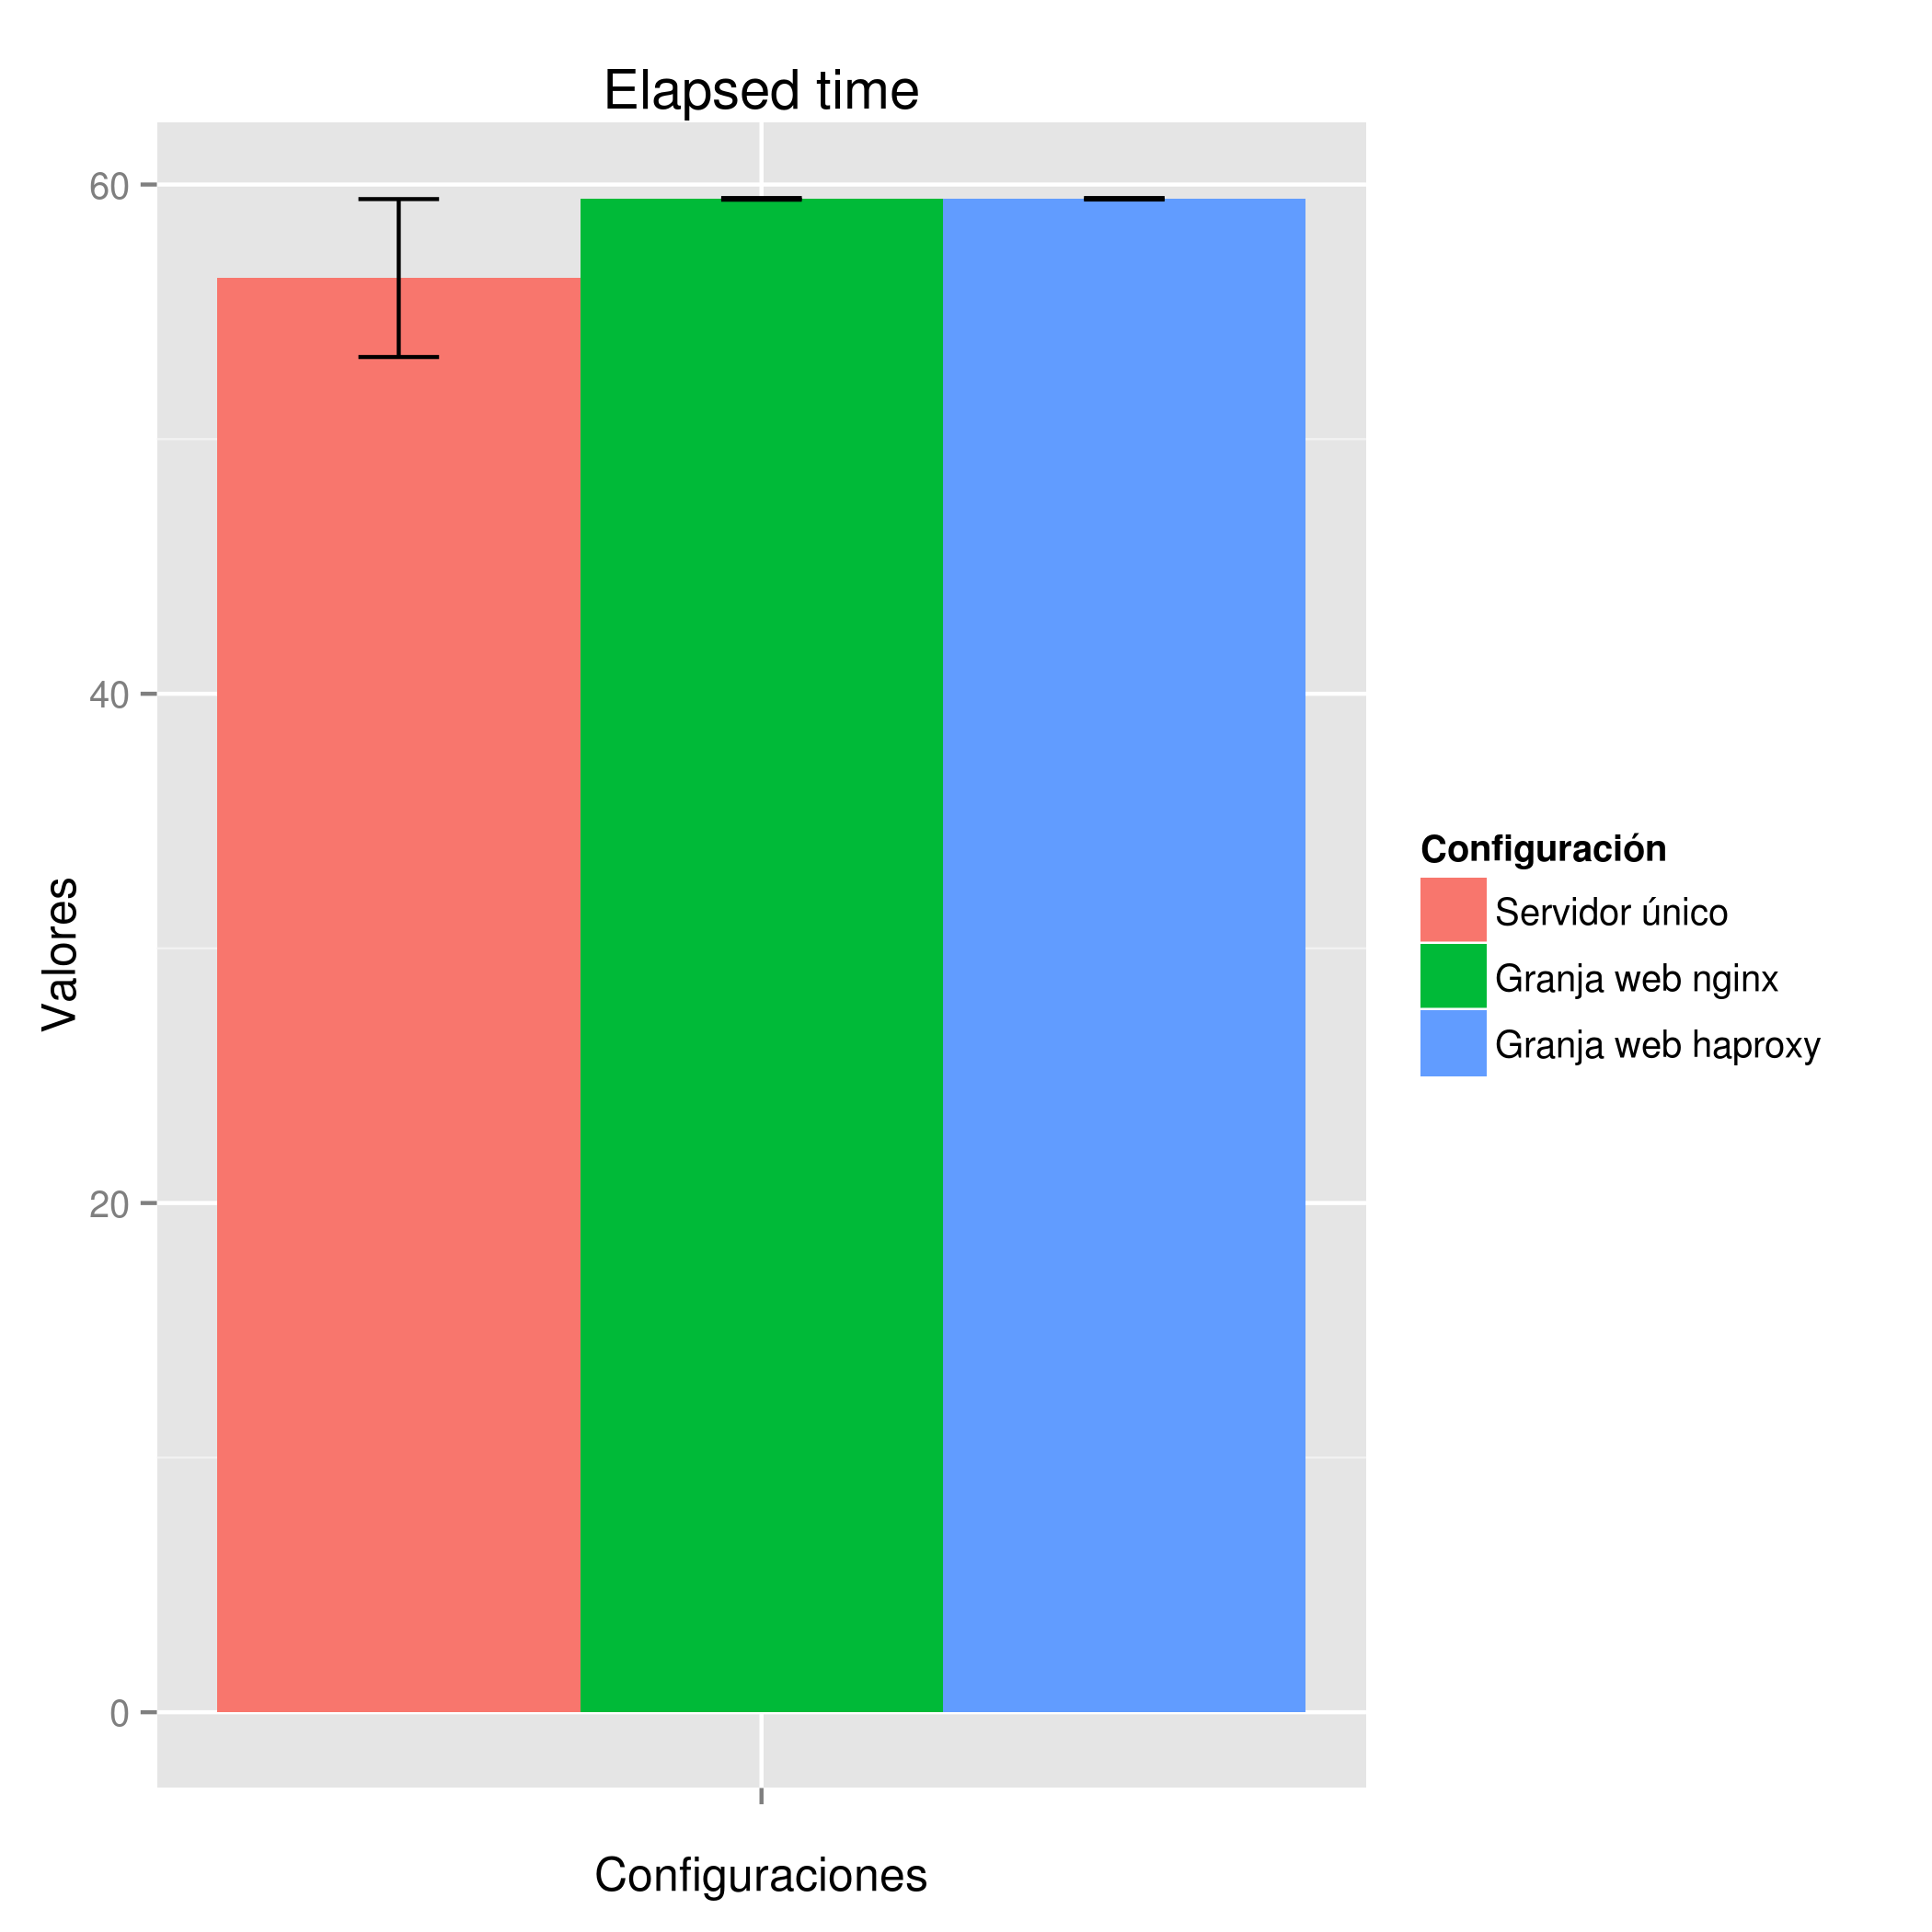 Elapsed time
60
40
20
0
Valores
Configuraciones
Configuración
Servidor único
Granja web nginx
Granja web haproxy